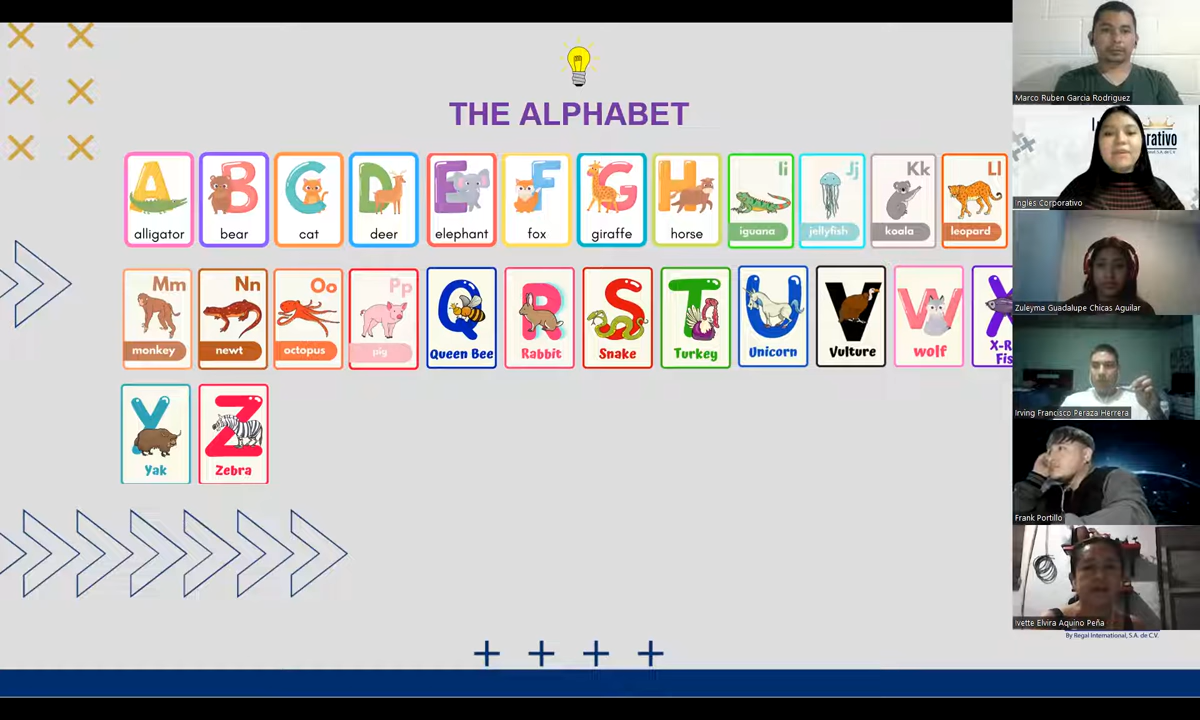 THE ALPHABET
A B C D E F G H Ii Jj Kk Ll
alligator bear cat deer elephant fox giraffe horse iguana jellyfish koala leopard
Mm Nn Oo Pp Q R S T U V W X
monkey newt octopus pig Queen Bee Rabbit Snake Turkey Unicorn Vulture wolf X-R
Fis
Y Z
Yak Zebra
Marco Ruben Garcia Rodriguez
rativo
Ingles Corporativo
Zuleyma Guadalupe Chicas Aguilar
Irving Francisco Peraza Herrera
Frank Portillo
Ivette Elvira Aquino Peña
By Regal International, S.A. de C.V.